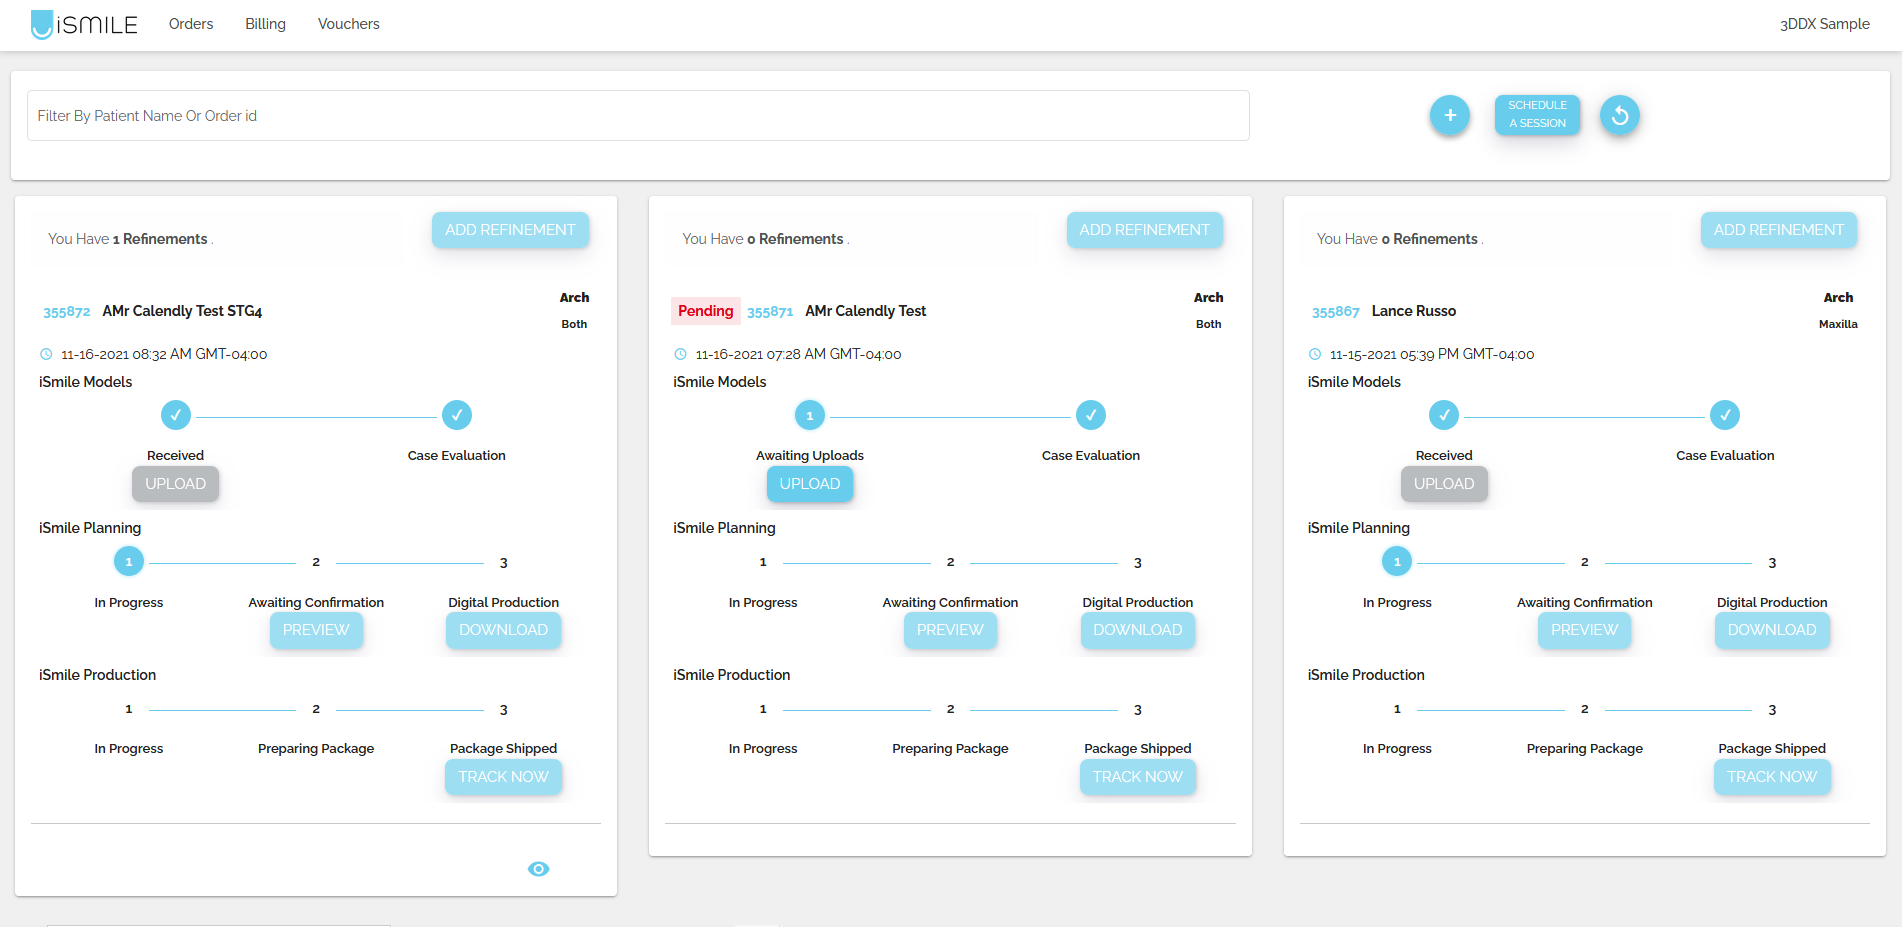 iSMILE Orders Billing Vouchers 3DDX Sample
Filter By Patient Name Or Order id
+ SCHEDULE
A SESSION
You Have 1 Refinements . ADD REFINEMENT
355872 AMr Calendly Test STG4 Arch
Both
11-16-2021 08:32 AM GMT-04:00
iSmile Models
Received Case Evaluation
UPLOAD
iSmile Planning
1 2 3
In Progress Awaiting Confirmation Digital Production
PREVIEW DOWNLOAD
iSmile Production
1 2 3
In Progress Preparing Package Package Shipped
TRACK NOW
You Have 0 Refinements . ADD REFINEMENT
Pending 355871 AMr Calendly Test Arch
Both
11-16-2021 07:28 AM GMT-04:00
iSmile Models
1
Awaiting Uploads Case Evaluation
UPLOAD
iSmile Planning
1 2 3
In Progress Awaiting Confirmation Digital Production
PREVIEW DOWNLOAD
iSmile Production
1 2 3
In Progress Preparing Package Package Shipped
TRACK NOW
You Have 0 Refinements . ADD REFINEMENT
355867 Lance Russo Arch
Maxilla
11-15-2021 05:39 PM GMT-04:00
iSmile Models
Received Case Evaluation
UPLOAD
iSmile Planning
1 2 3
In Progress Awaiting Confirmation Digital Production
PREVIEW DOWNLOAD
iSmile Production
1 2 3
In Progress Preparing Package Package Shipped
TRACK NOW